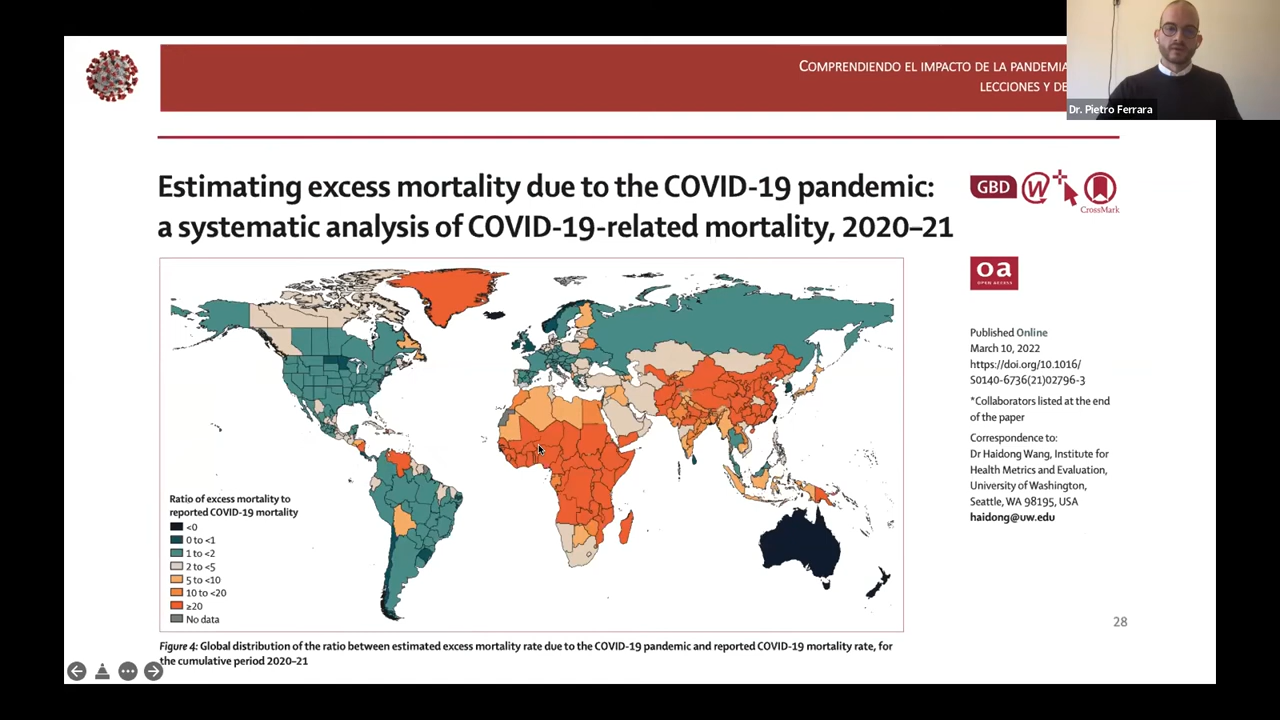 COMPRENDIENDO EL IMPACTO DE LA PANDEMIA
LECCIONES Y DE
Dr. Pietro Ferrara
Estimating excess mortality due to the COVID-19 pandemic:
a systematic analysis of COVID-19-related mortality, 2020–21
GBD
W
CrossMark
oa
OPEN ACCESS
Published Online
March 10, 2022
https://doi.org/10.1016/
S0140-6736(21)02796-3
*Collaborators listed at the end
of the paper
Correspondence to:
Dr Haidong Wang, Institute for
Health Metrics and Evaluation,
University of Washington,
Seattle, WA 98195, USA
haidong@uw.edu
Ratio of excess mortality to
reported COVID-19 mortality
<0
0 to <1
1 to <2
2 to <5
5 to <10
10 to <20
≥20
No data
28
Figure 4: Global distribution of the ratio between estimated excess mortality rate due to the COVID-19 pandemic and reported COVID-19 mortality rate, for
the cumulative period 2020–21